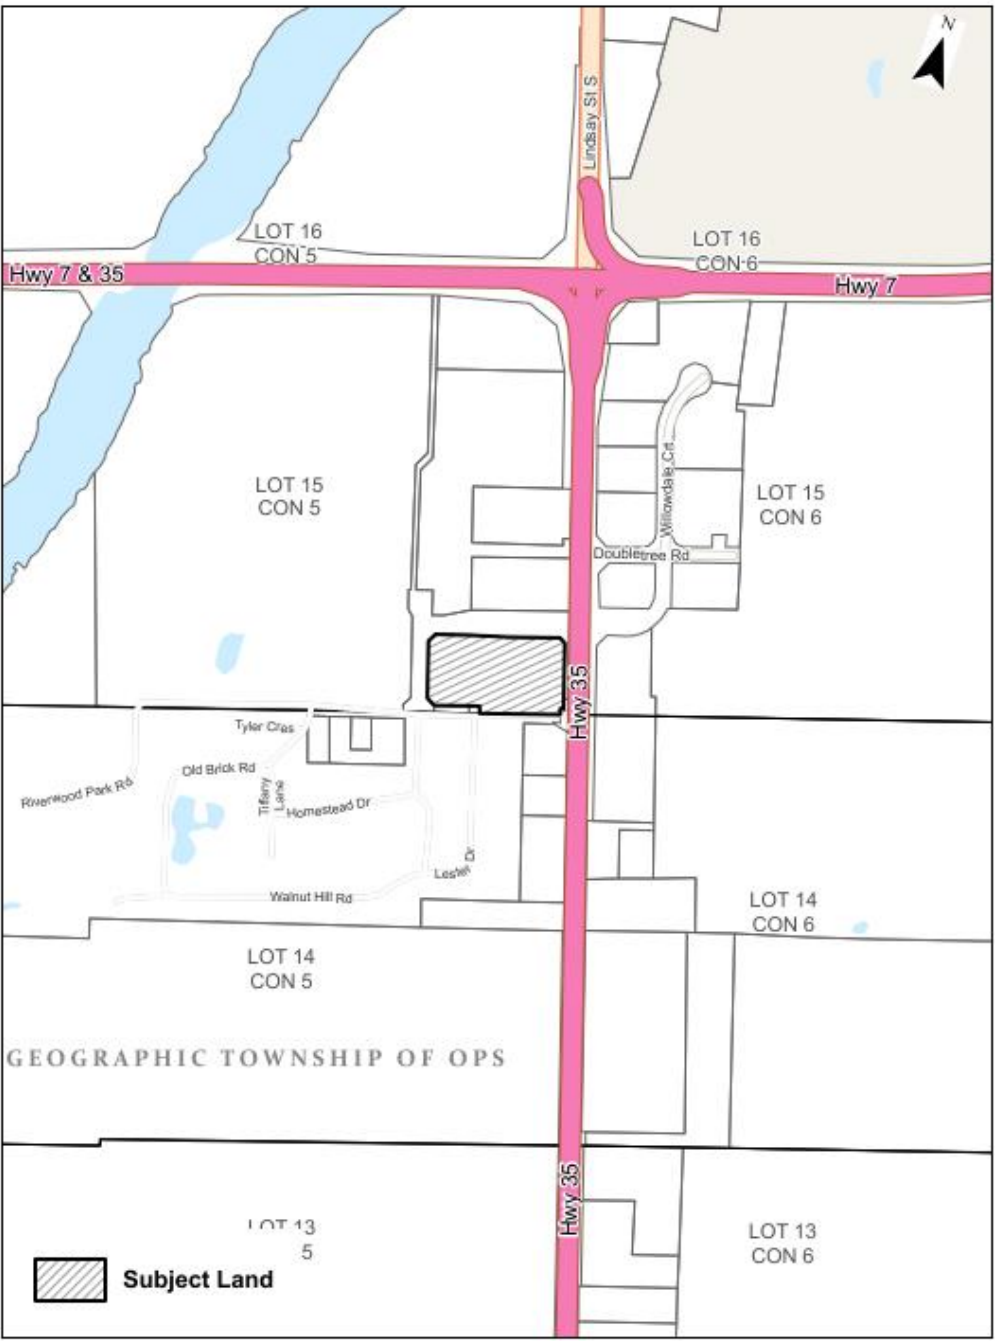 N
Lindsay St S
LOT 16
CON 5
LOT 16
CON 6
Hwy 7 & 35
Hwy 7
Willowdale Crt
LOT 15
CON 5
LOT 15
CON 6
Doubletree Rd
Hwy 35
Tyler Cres
Old Brick Rd
Riverwood Park Rd
Tiffany
Lane
Homestead Dr
Lesley Dr
Walnut Hill Rd
LOT 14
CON 6
LOT 14
CON 5
GEOGRAPHIC TOWNSHIP OF OPS
Hwy 35
LOT 13
5
LOT 13
CON 6
Subject Land